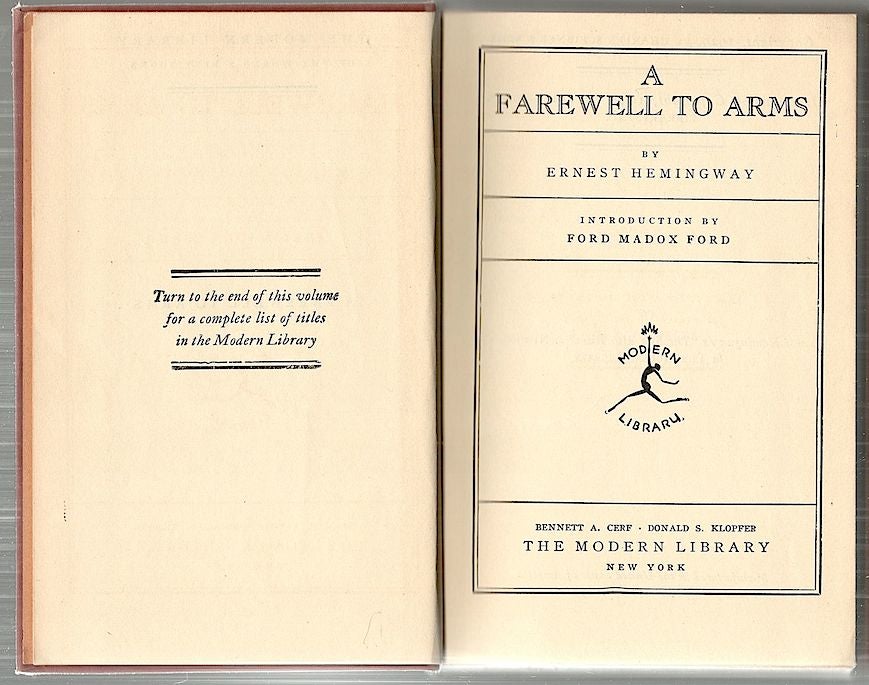 Turn to the end of this volume
for a complete list of titles
in the Modern Library
A
FAREWELL TO ARMS
BY
ERNEST HEMINGWAY
INTRODUCTION BY
FORD MADOX FORD
MODERN
LIBRARY.
BENNETT A. CERF · DONALD S. KLOPFER
THE MODERN LIBRARY
NEW YORK